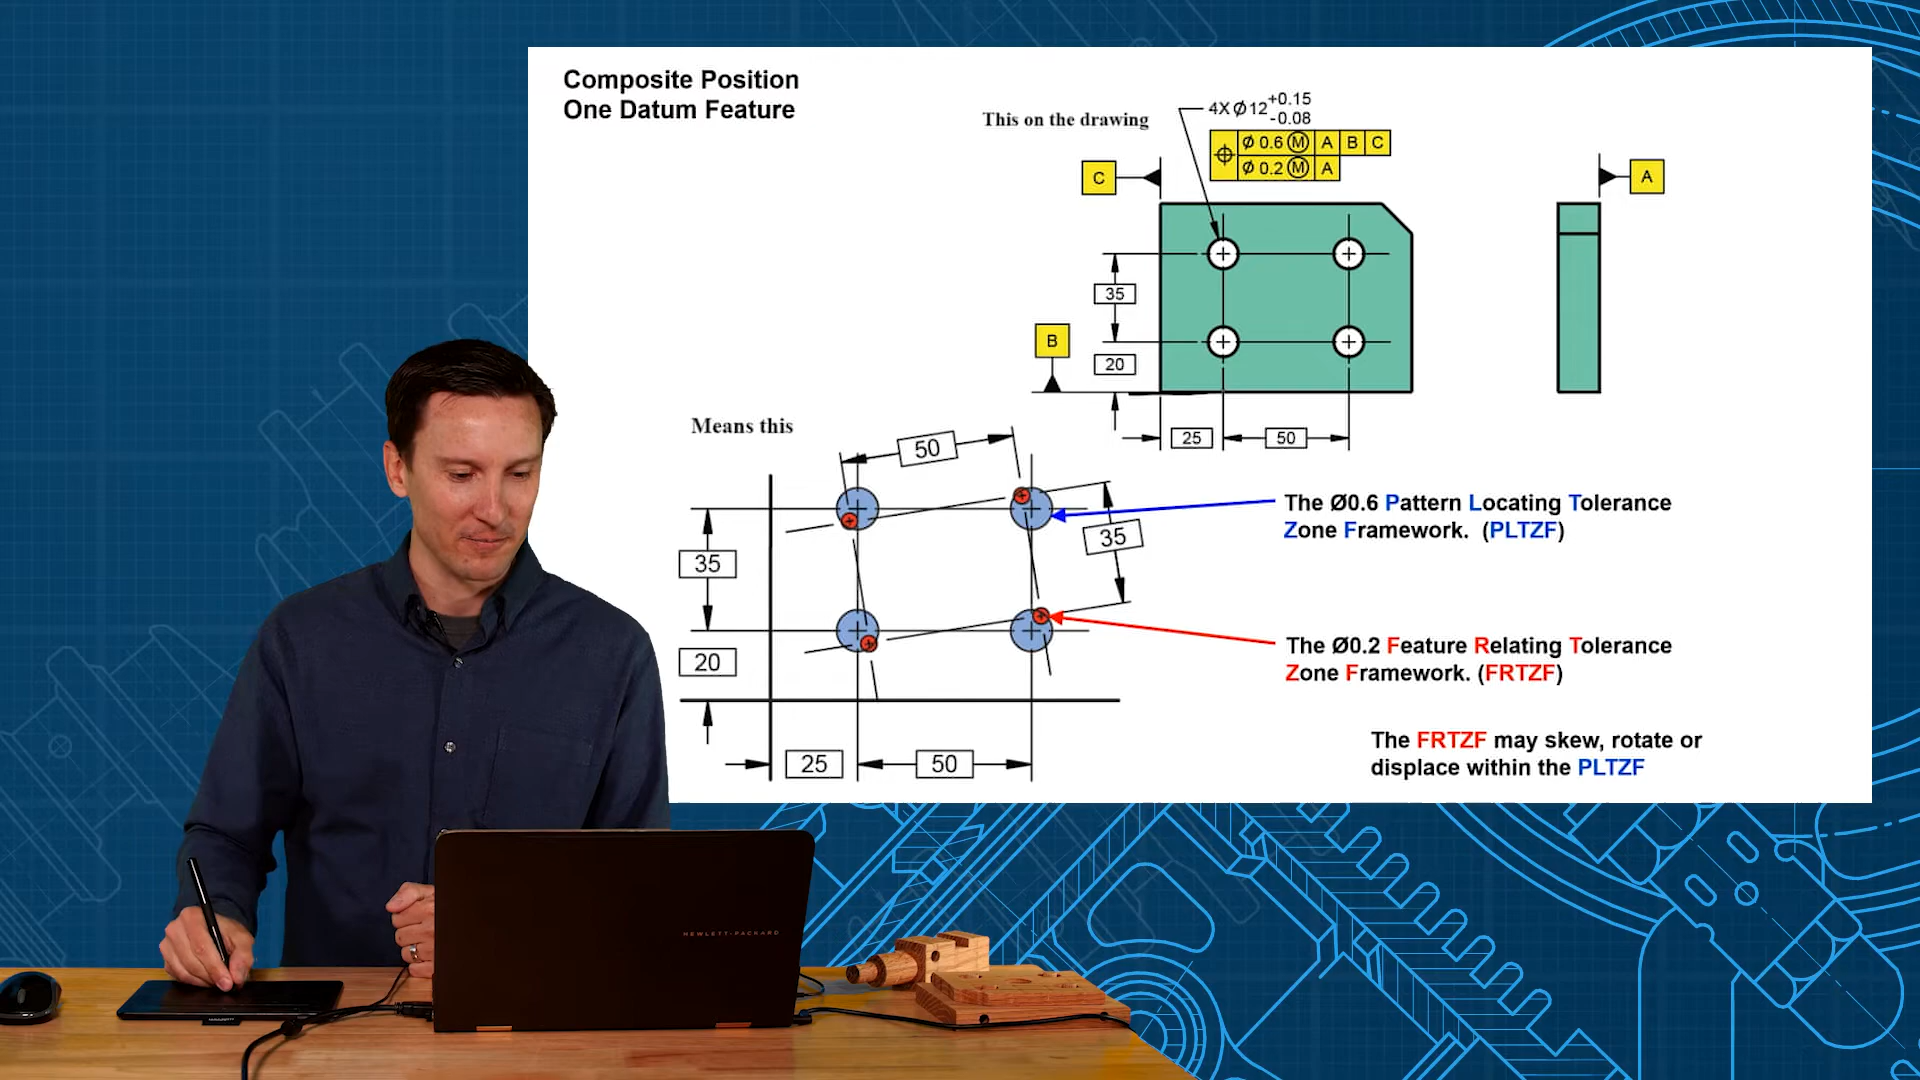 Composite Position
One Datum Feature
This on the drawing
4X Ø12 +0.15
-0.08
Ø 0.6 Ⓜ A B C
Ø 0.2 Ⓜ A
C
A
35
B
20
25
50
Means this
50
35
35
20
25
50
The Ø0.6 Pattern Locating Tolerance
Zone Framework. (PLTZF)
The Ø0.2 Feature Relating Tolerance
Zone Framework. (FRTZF)
The FRTZF may skew, rotate or
displace within the PLTZF
HEWLETT-PACKARD